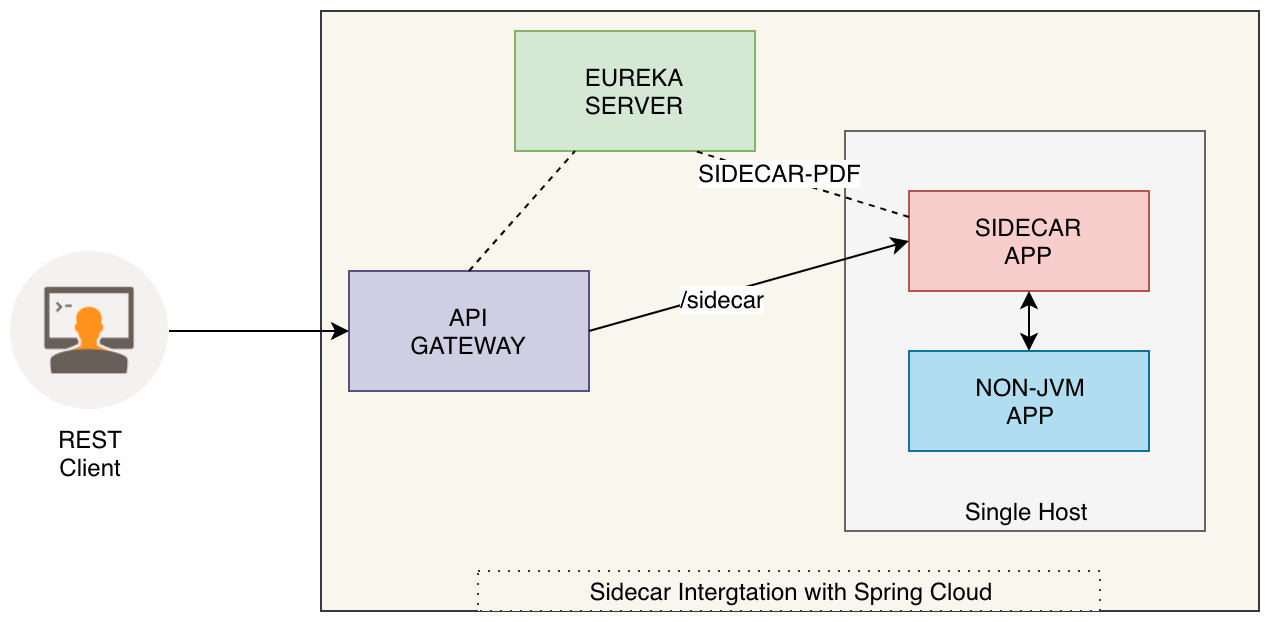 EUREKA
SERVER
SIDECAR-PDF
SIDECAR
APP
/sidecar
API
GATEWAY
>-
NON-JVM
APP
REST
Client
Single Host
Sidecar Intergtation with Spring Cloud